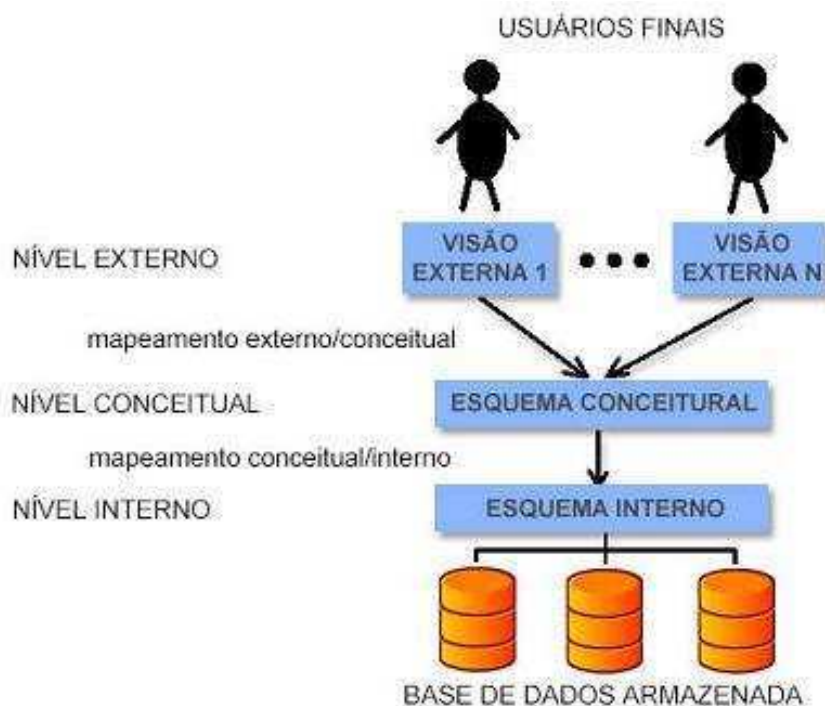 USUÁRIOS FINAIS
NÍVEL EXTERNO
VISÃO
EXTERNA 1
VISÃO
EXTERNA N
mapeamento externo/conceitual
NÍVEL CONCEITUAL
ESQUEMA CONCEITURAL
mapeamento conceitual/interno
NÍVEL INTERNO
ESQUEMA INTERNO
BASE DE DADOS ARMAZENADA